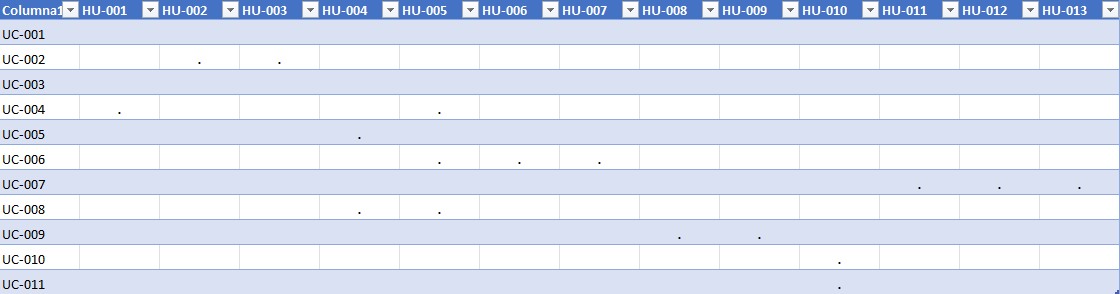 Columna1 HU-001 HU-002 HU-003 HU-004 HU-005 HU-006 HU-007 HU-008 HU-009 HU-010 HU-011 HU-012 HU-013
UC-001
UC-002 . .
UC-003
UC-004 . .
UC-005 .
UC-006 . . .
UC-007 . . .
UC-008 . .
UC-009 . .
UC-010 .
UC-011 .